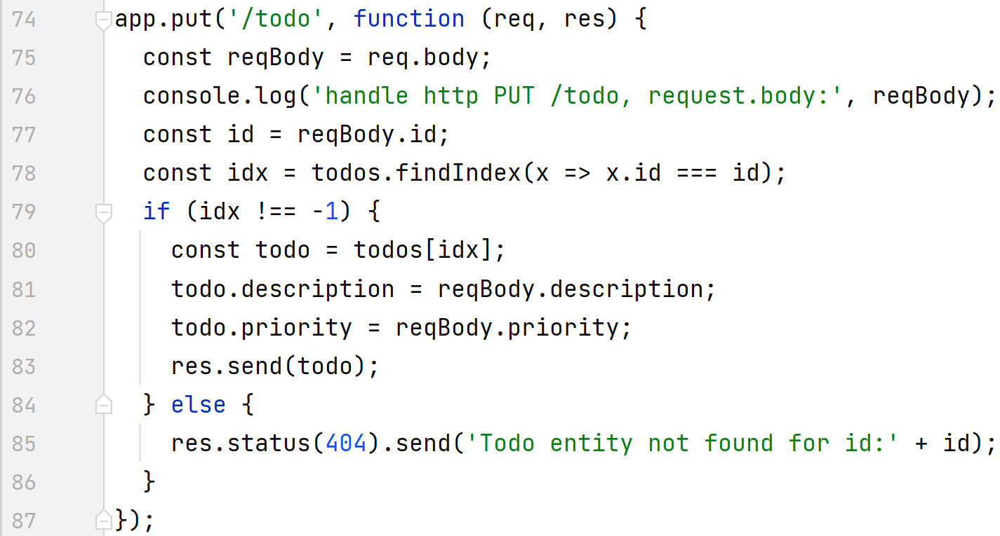 74 app.put('/todo', function (req, res) {
75   const reqBody = req.body;
76   console.log('handle http PUT /todo, request.body:', reqBody);
77   const id = reqBody.id;
78   const idx = todos.findIndex(x => x.id === id);
79   if (idx !== -1) {
80     const todo = todos[idx];
81     todo.description = reqBody.description;
82     todo.priority = reqBody.priority;
83     res.send(todo);
84   } else {
85     res.status(404).send('Todo entity not found for id:' + id);
86   }
87 });